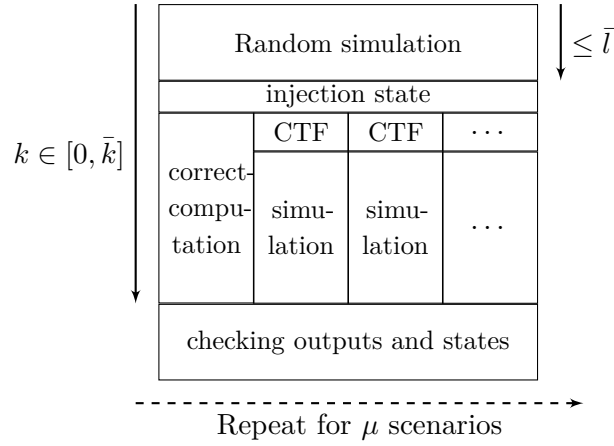 Random simulation
≤ l̄
injection state
CTF CTF ...
k ∈ [0, k̄]
correct-
compu-
tation
simu-
lation
simu-
lation
...
checking outputs and states
Repeat for μ scenarios